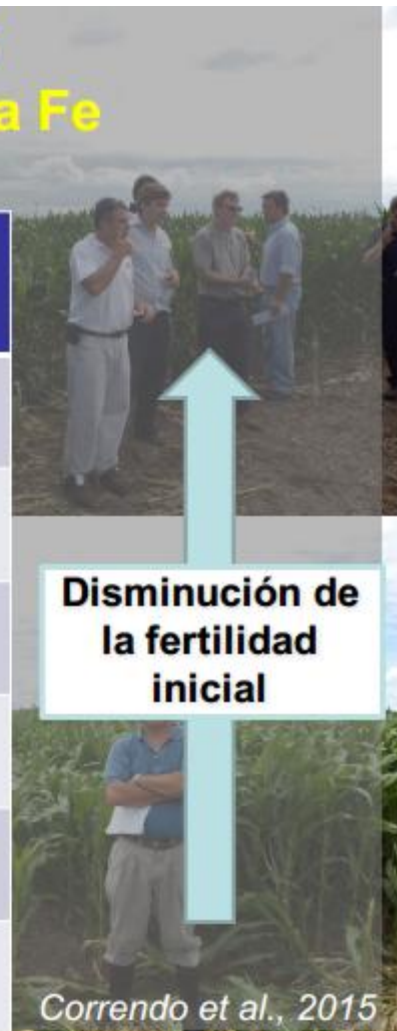 a Fe
Disminución de
la fertilidad
inicial
Correndo et al., 2015